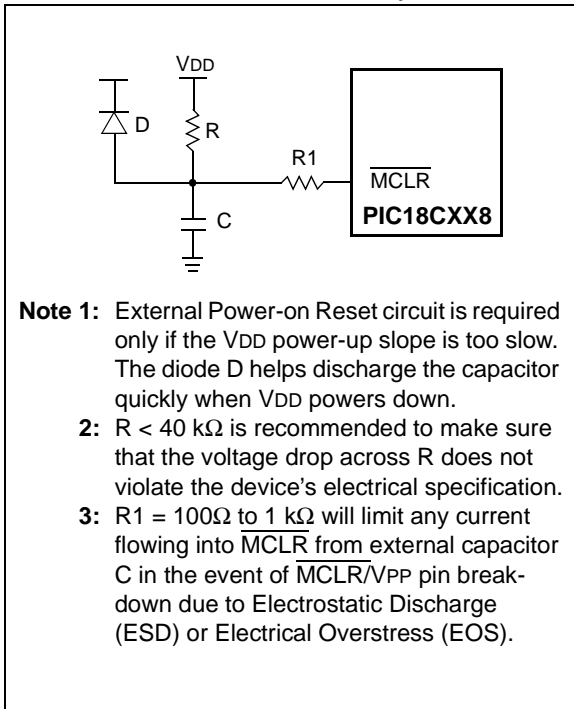 VDD
D
R
R1
MCLR
PIC18CXX8
C
Note 1: External Power-on Reset circuit is required
only if the VDD power-up slope is too slow.
The diode D helps discharge the capacitor
quickly when VDD powers down.
2: R < 40 kΩ is recommended to make sure
that the voltage drop across R does not
violate the device's electrical specification.
3: R1 = 100Ω to 1 kΩ will limit any current
flowing into MCLR from external capacitor
C in the event of MCLR/VPP pin break-
down due to Electrostatic Discharge
(ESD) or Electrical Overstress (EOS).